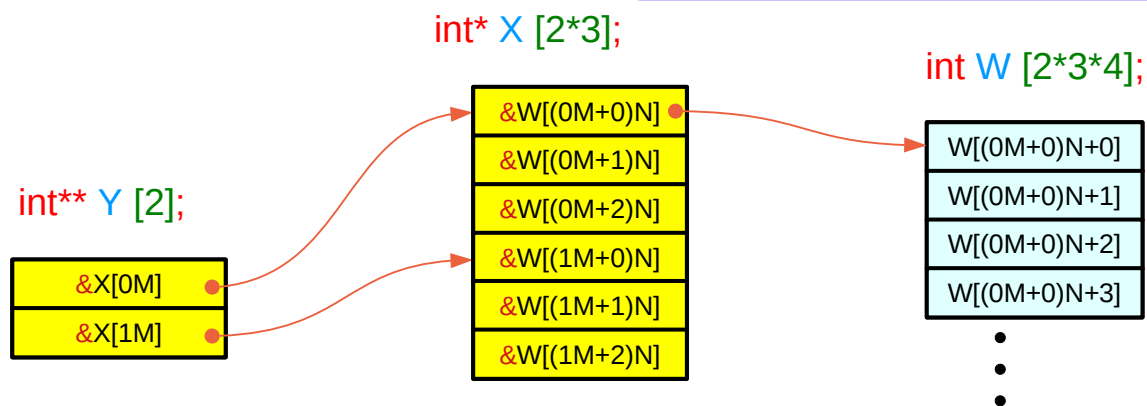 int* X [2*3];
int W [2*3*4];
int** Y [2];
&X[0M]
&X[1M]
&W[(0M+0)N]
&W[(0M+1)N]
&W[(0M+2)N]
&W[(1M+0)N]
&W[(1M+1)N]
&W[(1M+2)N]
W[(0M+0)N+0]
W[(0M+0)N+1]
W[(0M+0)N+2]
W[(0M+0)N+3]